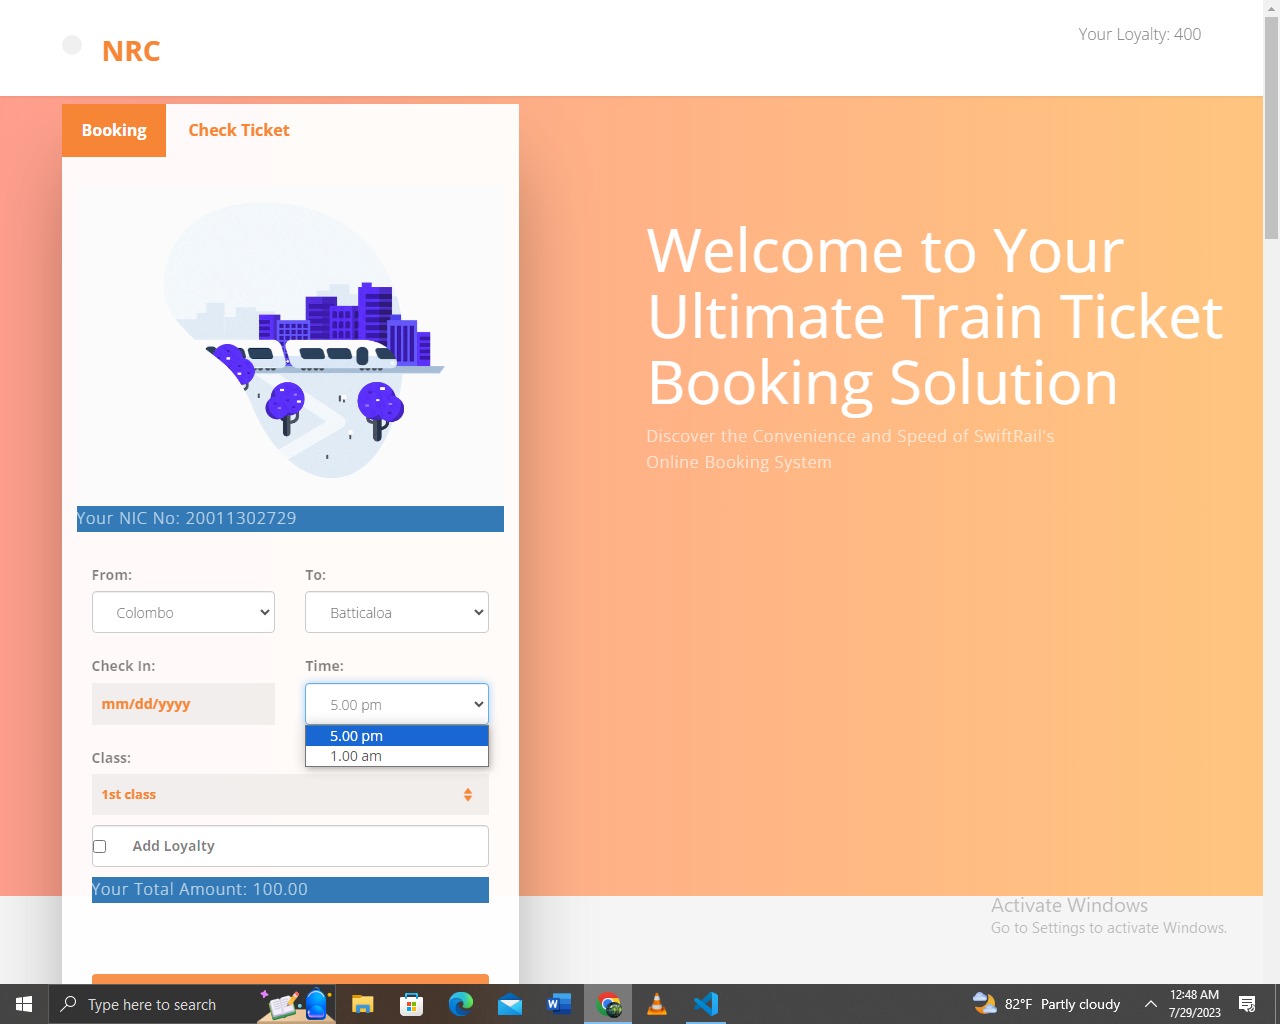 NRC
Your Loyalty: 400
Booking
Check Ticket
Welcome to Your
Ultimate Train Ticket
Booking Solution
Discover the Convenience and Speed of SwiftRail's
Online Booking System
Your NIC No: 20011302729
From:
To:
Colombo
Batticaloa
Check In:
Time:
mm/dd/yyyy
5.00 pm
5.00 pm
1.00 am
Class:
1st class
Add Loyalty
Your Total Amount: 100.00
Activate Windows
Go to Settings to activate Windows.
Type here to search
82°F Partly cloudy
12:48 AM
7/29/2023